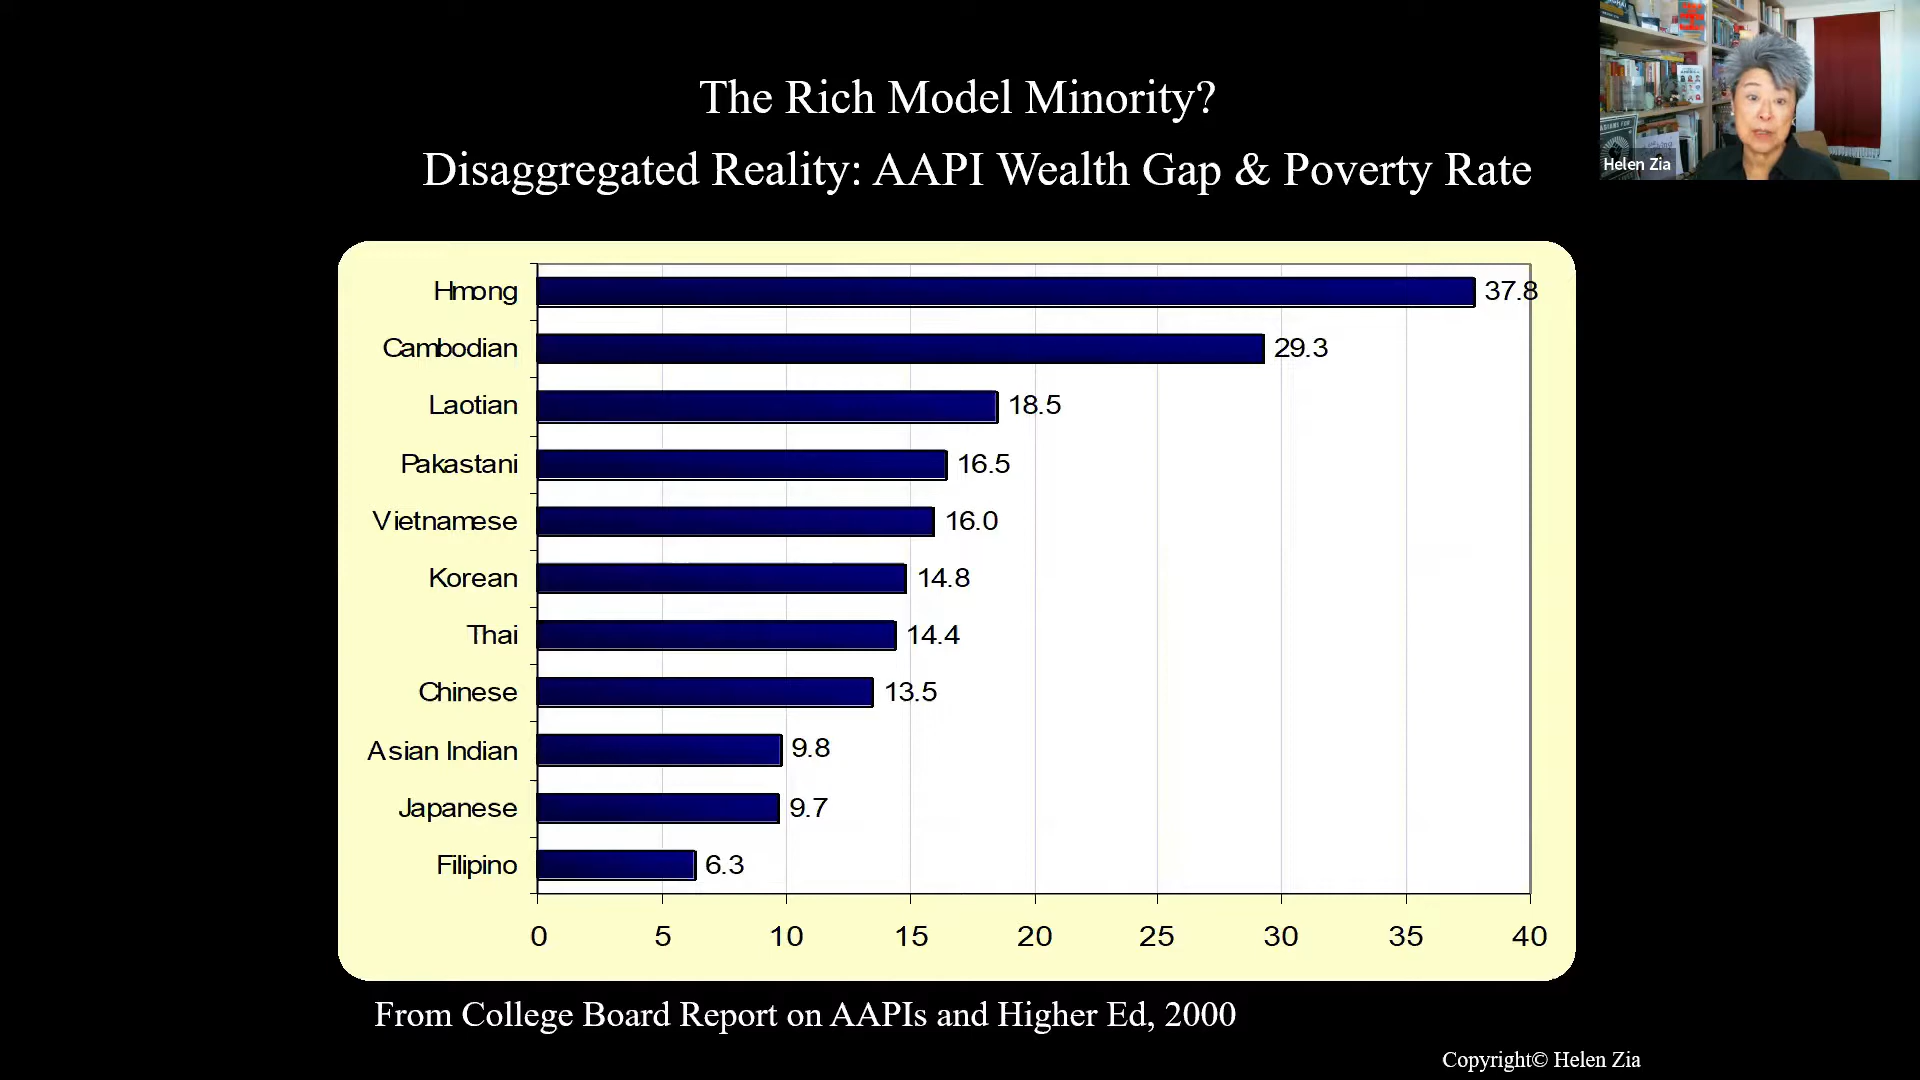 The Rich Model Minority?
Disaggregated Reality: AAPI Wealth Gap & Poverty Rate
Helen Zia
Hmong 37.8
Cambodian 29.3
Laotian 18.5
Pakastani 16.5
Vietnamese 16.0
Korean 14.8
Thai 14.4
Chinese 13.5
Asian Indian 9.8
Japanese 9.7
Filipino 6.3
0 5 10 15 20 25 30 35 40
From College Board Report on AAPIs and Higher Ed, 2000
Copyright© Helen Zia